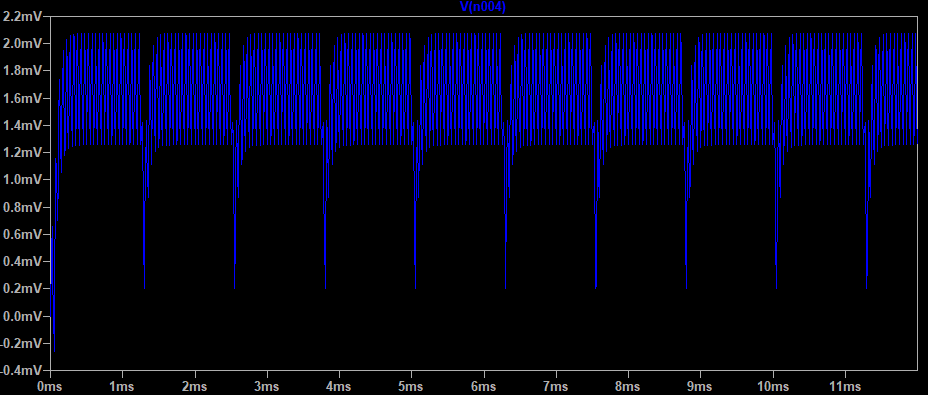 V(n004)
2.2mV
2.0mV
1.8mV
1.6mV
1.4mV
1.2mV
1.0mV
0.8mV
0.6mV
0.4mV
0.2mV
0.0mV
-0.2mV
-0.4mV
0ms 1ms 2ms 3ms 4ms 5ms 6ms 7ms 8ms 9ms 10ms 11ms